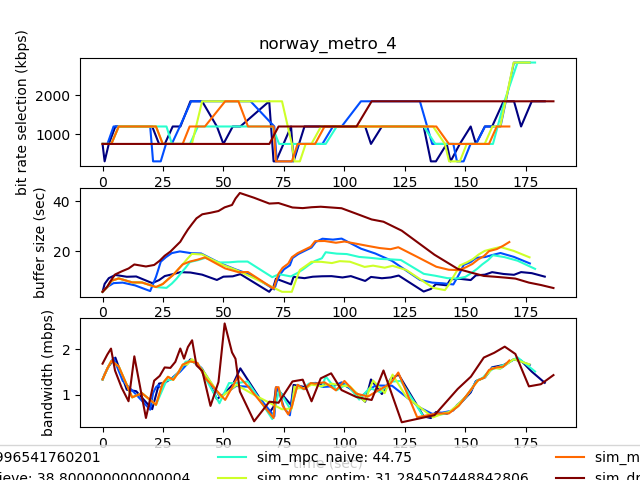 norway_metro_4
bit rate selection (kbps)
2000
1000
0 25 50 75 100 125 150 175
buffer size (sec)
40
20
0 25 50 75 100 125 150 175
bandwidth (mbps)
2
1
0 25 50 75 100 125 150 175
time (sec)
996541760201 sim_mpc_naive: 44.75 sim_m
ieve: 38.800000000000004 sim_mpc_optim: 31.284507448842806 sim_dr